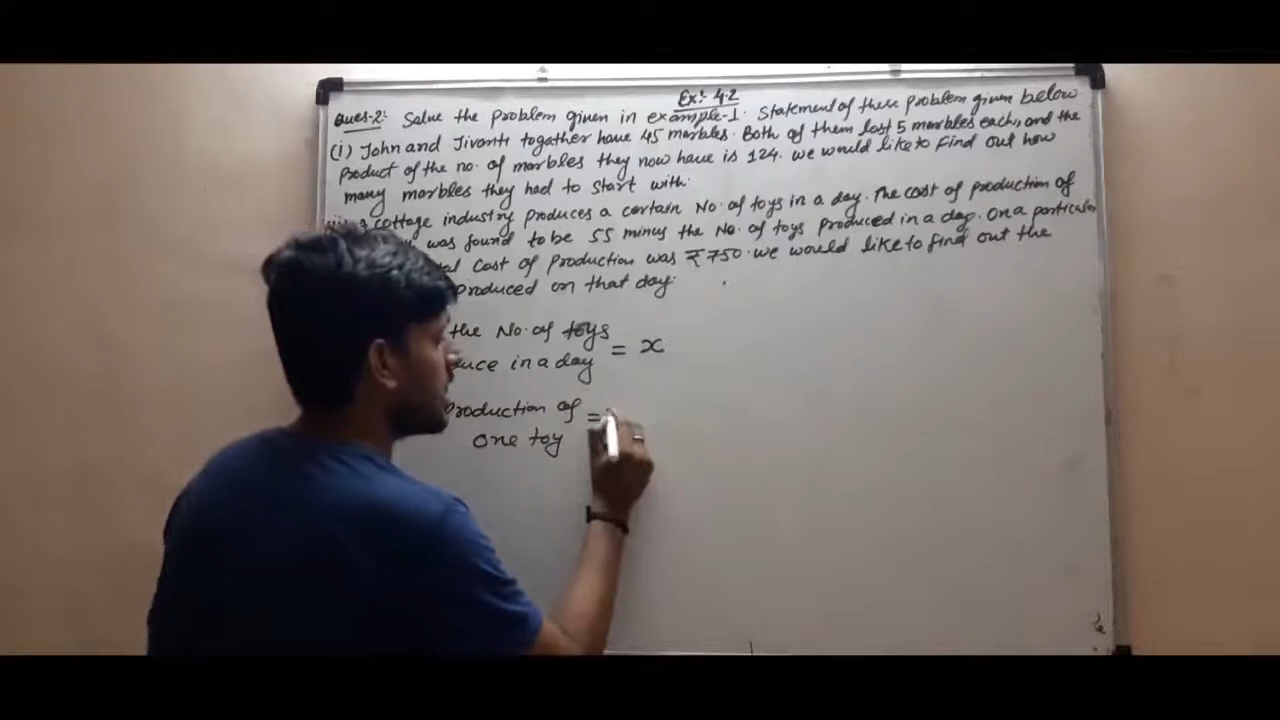 Ex:- 4.2
Ques-2: Solve the problem given in example-1. Statement of these problem given below
(i) John and Jivanti togather have 45 marbles. Both of them lost 5 marbles each, and the
product of the no. of marbles they now have is 124. we would like to find out how
many marbles they had to start with.
cottage industry produces a certain No. of toys in a day. The cost of production of
was found to be 55 minus the No. of toys produced in a day. On a particular
cost of production was ₹750. we would like to find out the
produced on that day.
the No. of toys
in a day = x
Production of =
one toy